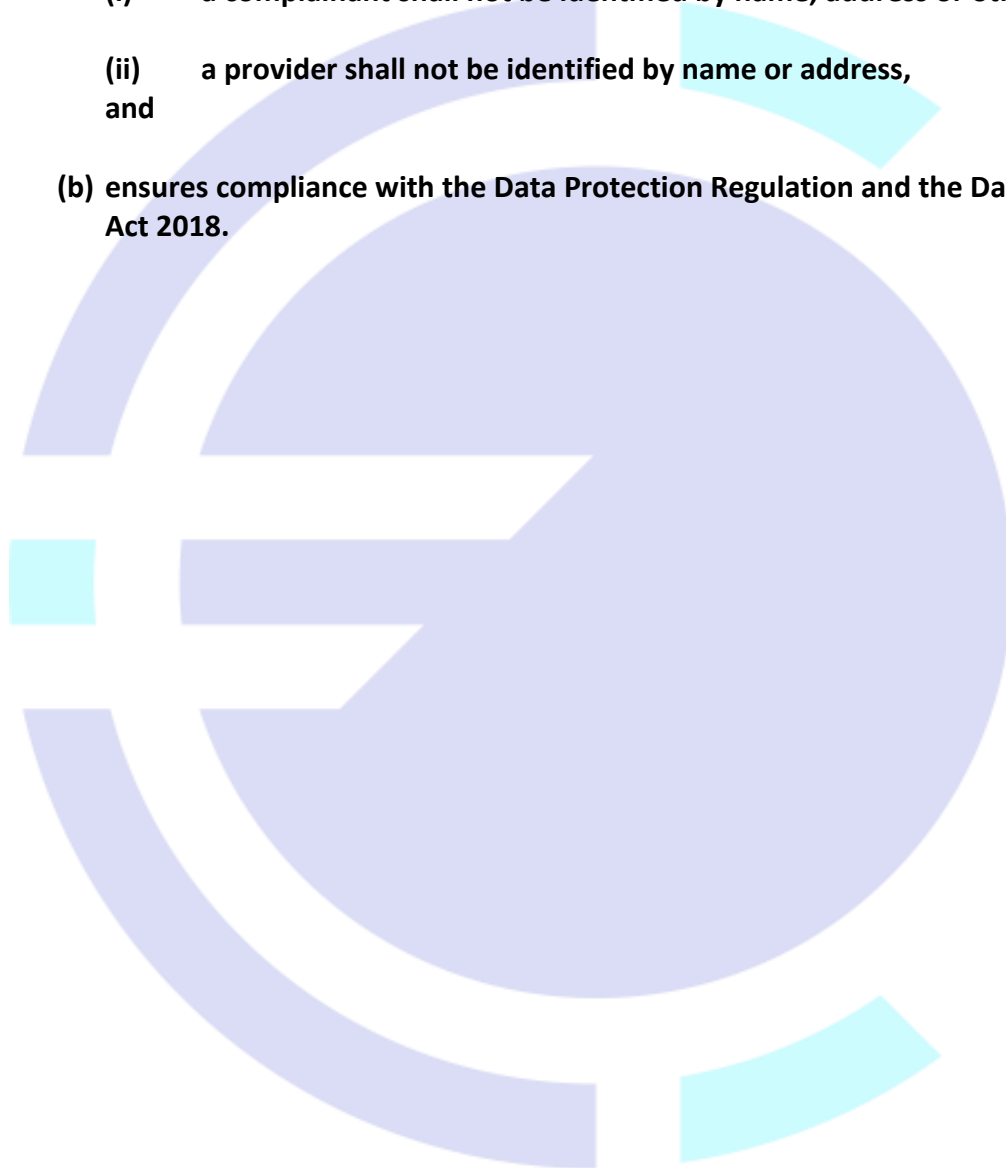 (ii) a provider shall not be identified by name or address,
and
(b) ensures compliance with the Data Protection Regulation and the
Act 2018.